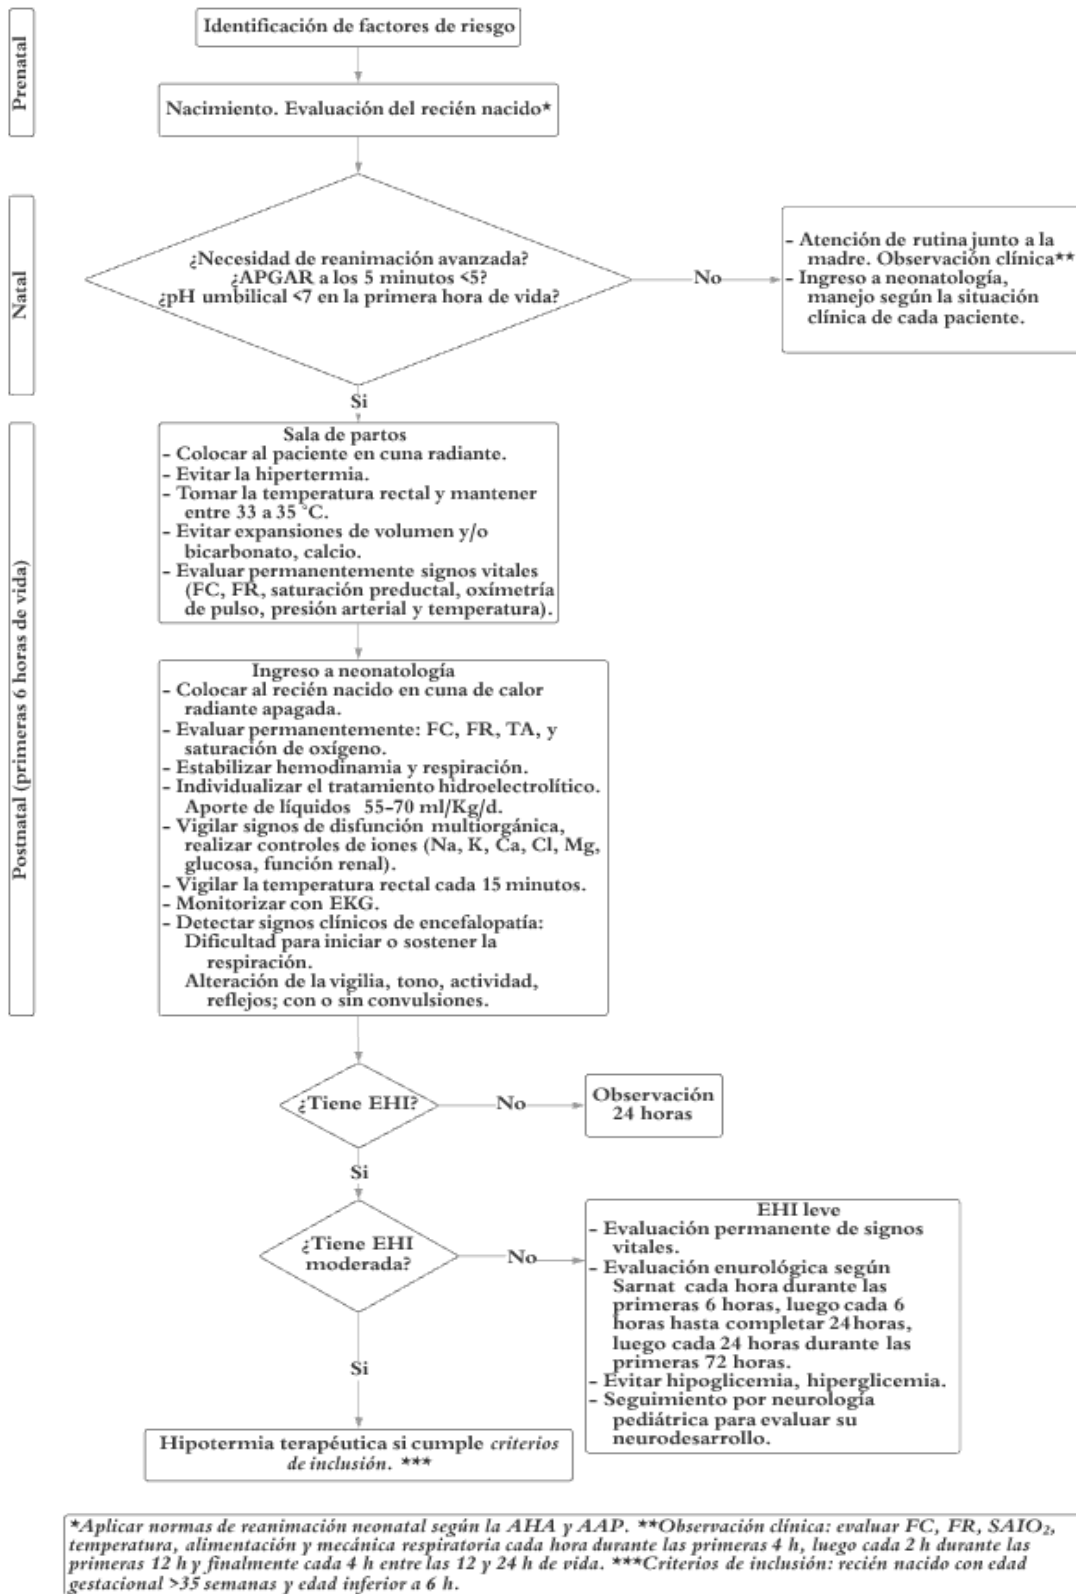 Prenatal
Identificación de factores de riesgo
Nacimiento. Evaluación del recién nacido*
Natal
¿Necesidad de reanimación avanzada?
¿APGAR a los 5 minutos <5?
¿pH umbilical <7 en la primera hora de vida?
No
- Atención de rutina junto a la
madre. Observación clínica**
- Ingreso a neonatología,
manejo según la situación
clínica de cada paciente.
Si
Postnatal (primeras 6 horas de vida)
Sala de partos
- Colocar al paciente en cuna radiante.
- Evitar la hipertermia.
- Tomar la temperatura rectal y mantener
entre 33 a 35 °C.
- Evitar expansiones de volumen y/o
bicarbonato, calcio.
- Evaluar permanentemente signos vitales
(FC, FR, saturación preductal, oxímetría
de pulso, presión arterial y temperatura).
Ingreso a neonatología
- Colocar al recién nacido en cuna de calor
radiante apagada.
- Evaluar permanentemente: FC, FR, TA, y
saturación de oxígeno.
- Estabilizar hemodinamia y respiración.
- Individualizar el tratamiento hidroelectrolítico.
Aporte de líquidos 55-70 ml/Kg/d.
- Vigilar signos de disfunción multiorgánica,
realizar controles de iones (Na, K, Ca, Cl, Mg,
glucosa, función renal).
- Vigilar la temperatura rectal cada 15 minutos.
- Monitorizar con EKG.
- Detectar signos clínicos de encefalopatía:
Dificultad para iniciar o sostener la
respiración.
Alteración de la vigilia, tono, actividad,
reflejos; con o sin convulsiones.
¿Tiene EHI?
No
Observación
24 horas
Si
¿Tiene EHI
moderada?
No
EHI leve
- Evaluación permanente de signos
vitales.
- Evaluación enurológica según
Sarnat cada hora durante las
primeras 6 horas, luego cada 6
horas hasta completar 24 horas,
luego cada 24 horas durante las
primeras 72 horas.
- Evitar hipoglicemia, hiperglicemia.
- Seguimiento por neurología
pediátrica para evaluar su
neurodesarrollo.
Si
Hipotermia terapéutica si cumple criterios
de inclusión. ***
*Aplicar normas de reanimación neonatal según la AHA y AAP. **Observación clínica: evaluar FC, FR, SAIO₂,
temperatura, alimentación y mecánica respiratoria cada hora durante las primeras 4 h, luego cada 2 h durante las
primeras 12 h y finalmente cada 4 h entre las 12 y 24 h de vida. ***Criterios de inclusión: recién nacido con edad
gestacional >35 semanas y edad inferior a 6 h.